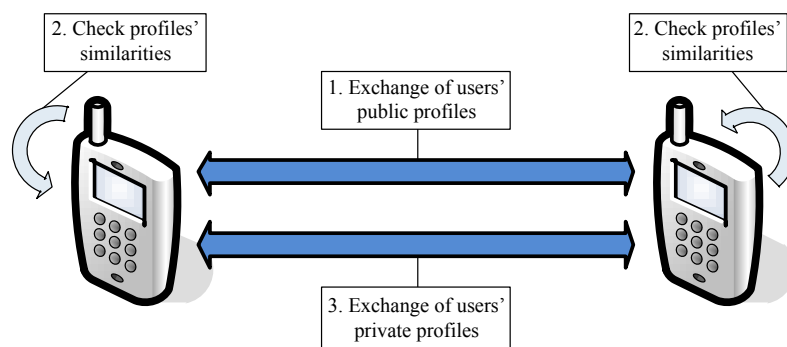 2. Check profiles'
similarities
2. Check profiles'
similarities
1. Exchange of users'
public profiles
3. Exchange of users'
private profiles